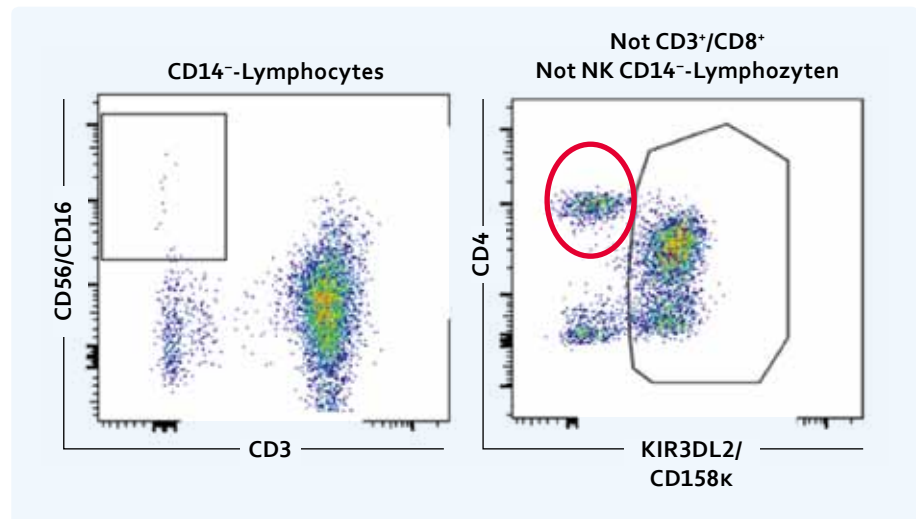 CD14⁻-Lymphocytes
CD56/CD16
CD3
Not CD3⁺/CD8⁺
Not NK CD14⁻-Lymphozyten
CD4
KIR3DL2/
CD158κ